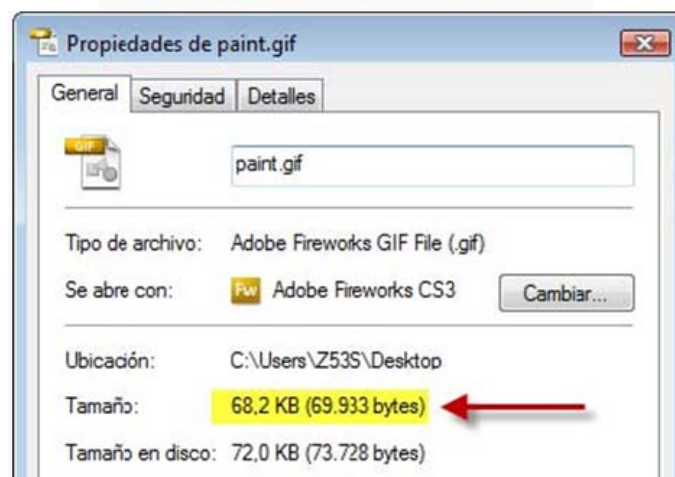 Propiedades de paint.gif
General Seguridad Detalles
GIF
paint.gif
Tipo de archivo: Adobe Fireworks GIF File (.gif)
Se abre con: Fw Adobe Fireworks CS3 Cambiar...
Ubicación: C:\Users\Z53S\Desktop
Tamaño: 68,2 KB (69.933 bytes)
Tamaño en disco: 72,0 KB (73.728 bytes)